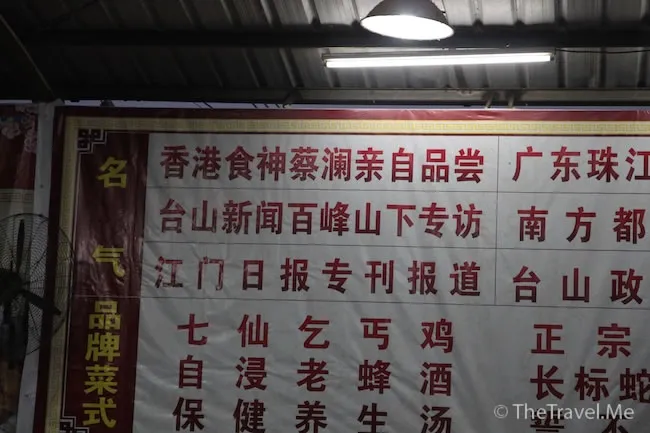 名气品牌菜式
香港食神蔡澜亲自品尝
台山新闻百峰山下专访
江门日报专刊报道
七仙乞丐鸡
自浸老蜂酒
保健养生汤
广东珠江
南方都
台山政
正宗
长标蛇
© TheTravel.Me